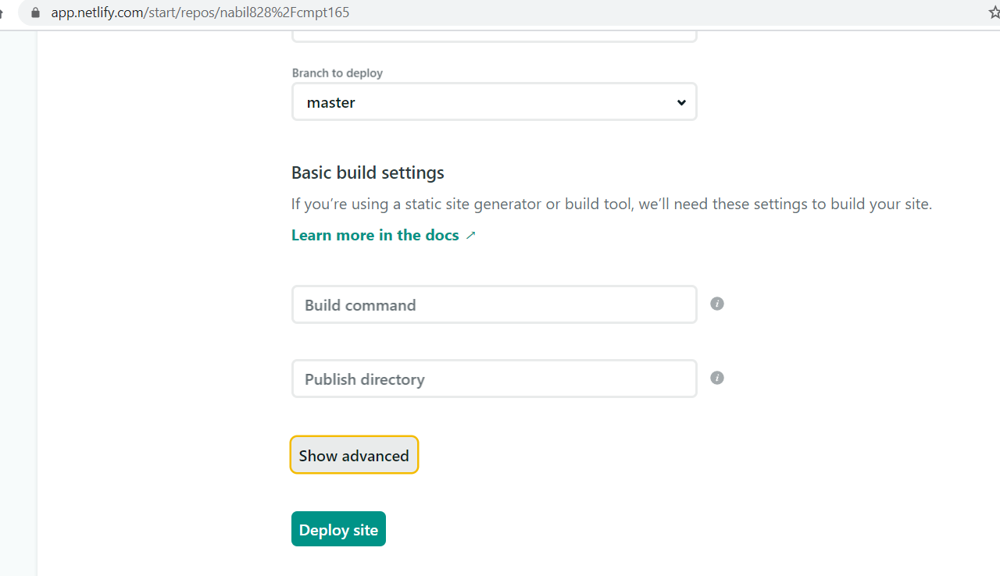 app.netlify.com/start/repos/nabil828%2Fcmpt165
Branch to deploy
master
Basic build settings
If you’re using a static site generator or build tool, we’ll need these settings to build your site.
Learn more in the docs ↗
Build command
i
Publish directory
i
Show advanced
Deploy site